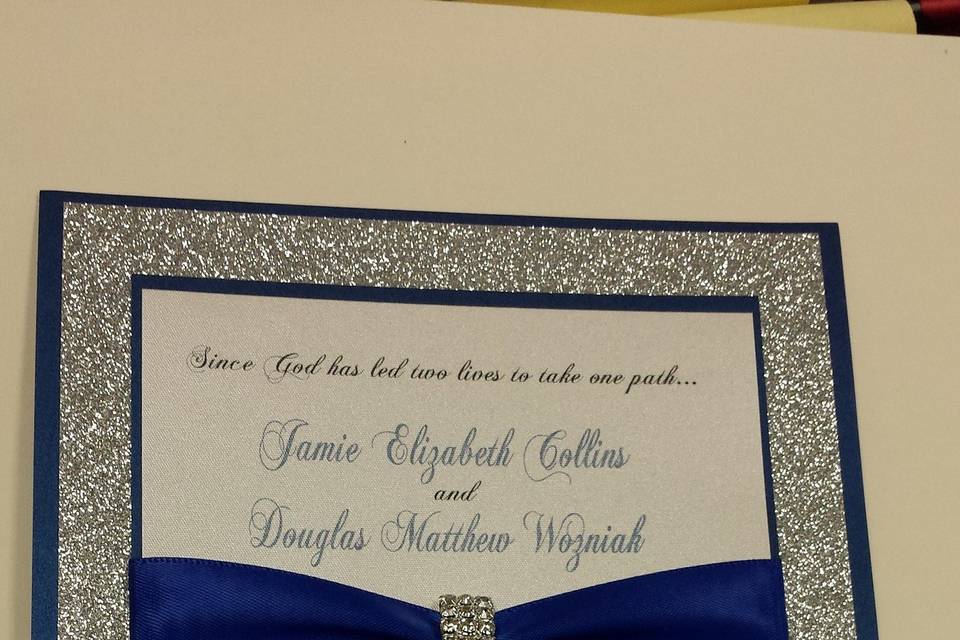 Since God has led two lives to take one path...
Jamie Elizabeth Collins
and
Douglas Matthew Wozniak